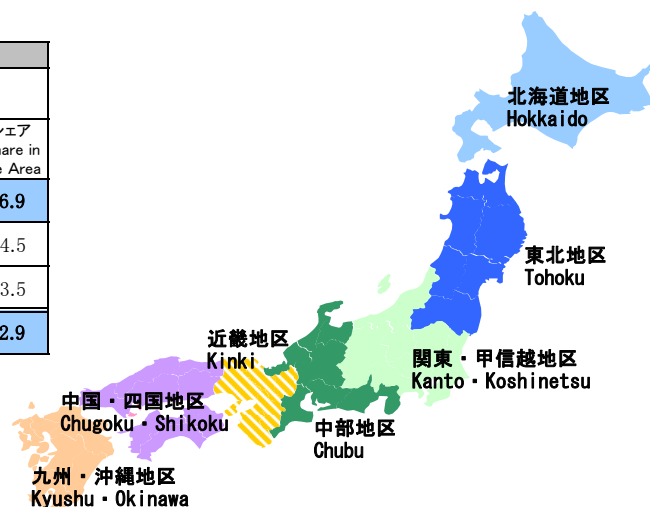 北海道地区
Hokkaido
ェア
are in
Area
6.9
4.5
東北地区
Tohoku
3.5
2.9
近畿地区
Kinki
関東・甲信越地区
Kanto・Koshinetsu
中国・四国地区
Chugoku・Shikoku
中部地区
Chubu
九州・沖縄地区
Kyushu・Okinawa